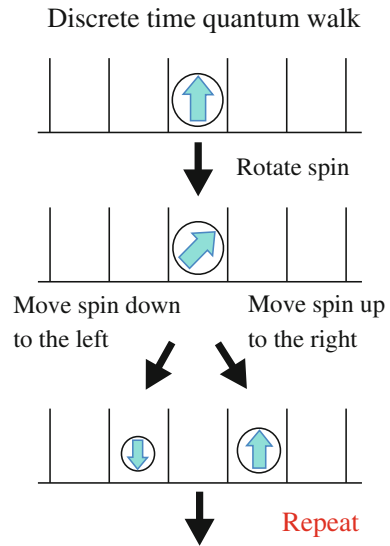 Discrete time quantum walk
Rotate spin
Move spin down
to the left
Move spin up
to the right
Repeat